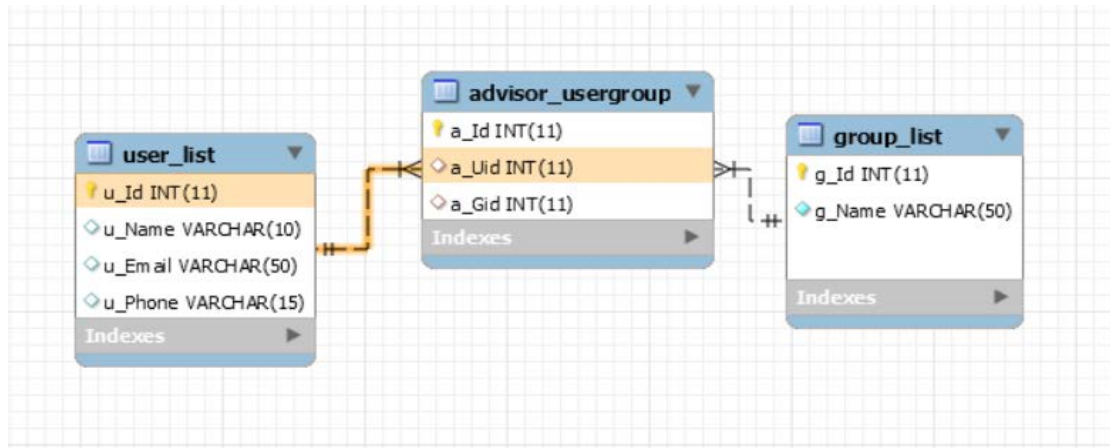 user_list
u_Id INT(11)
u_Name VARCHAR(10)
u_Email VARCHAR(50)
u_Phone VARCHAR(15)
Indexes
advisor_usergroup
a_Id INT(11)
a_Uid INT(11)
a_Gid INT(11)
Indexes
group_list
g_Id INT(11)
g_Name VARCHAR(50)
Indexes